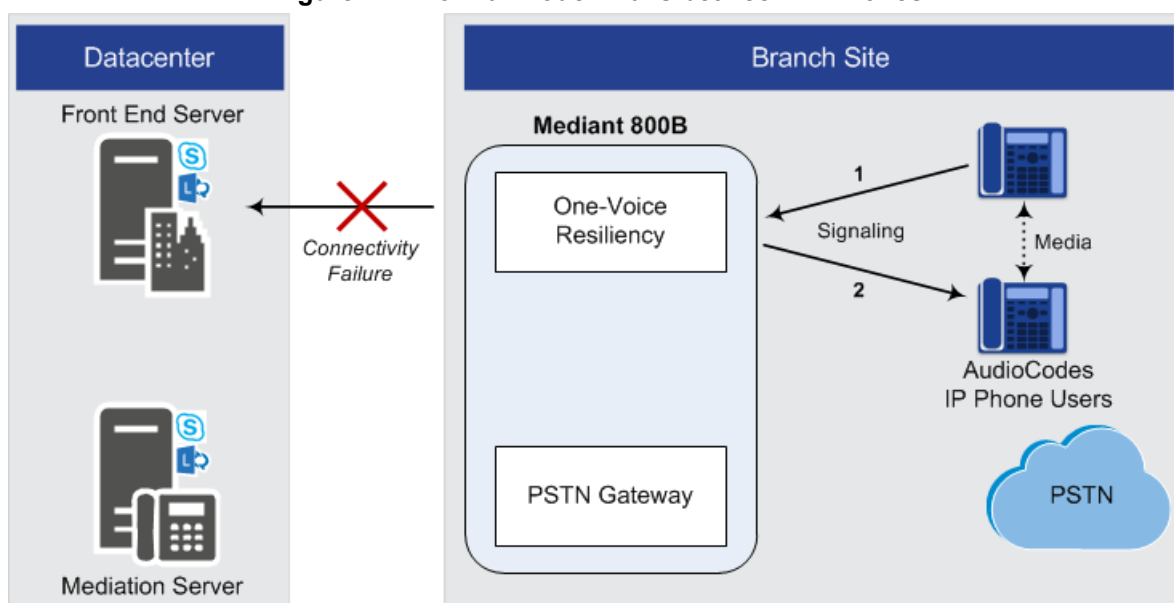 Datacenter
Front End Server
S
L
Connectivity
Failure
S
L
Mediation Server
Branch Site
Mediant 800B
One-Voice
Resiliency
PSTN Gateway
1
Signaling
2
Media
AudioCodes
IP Phone Users
PSTN